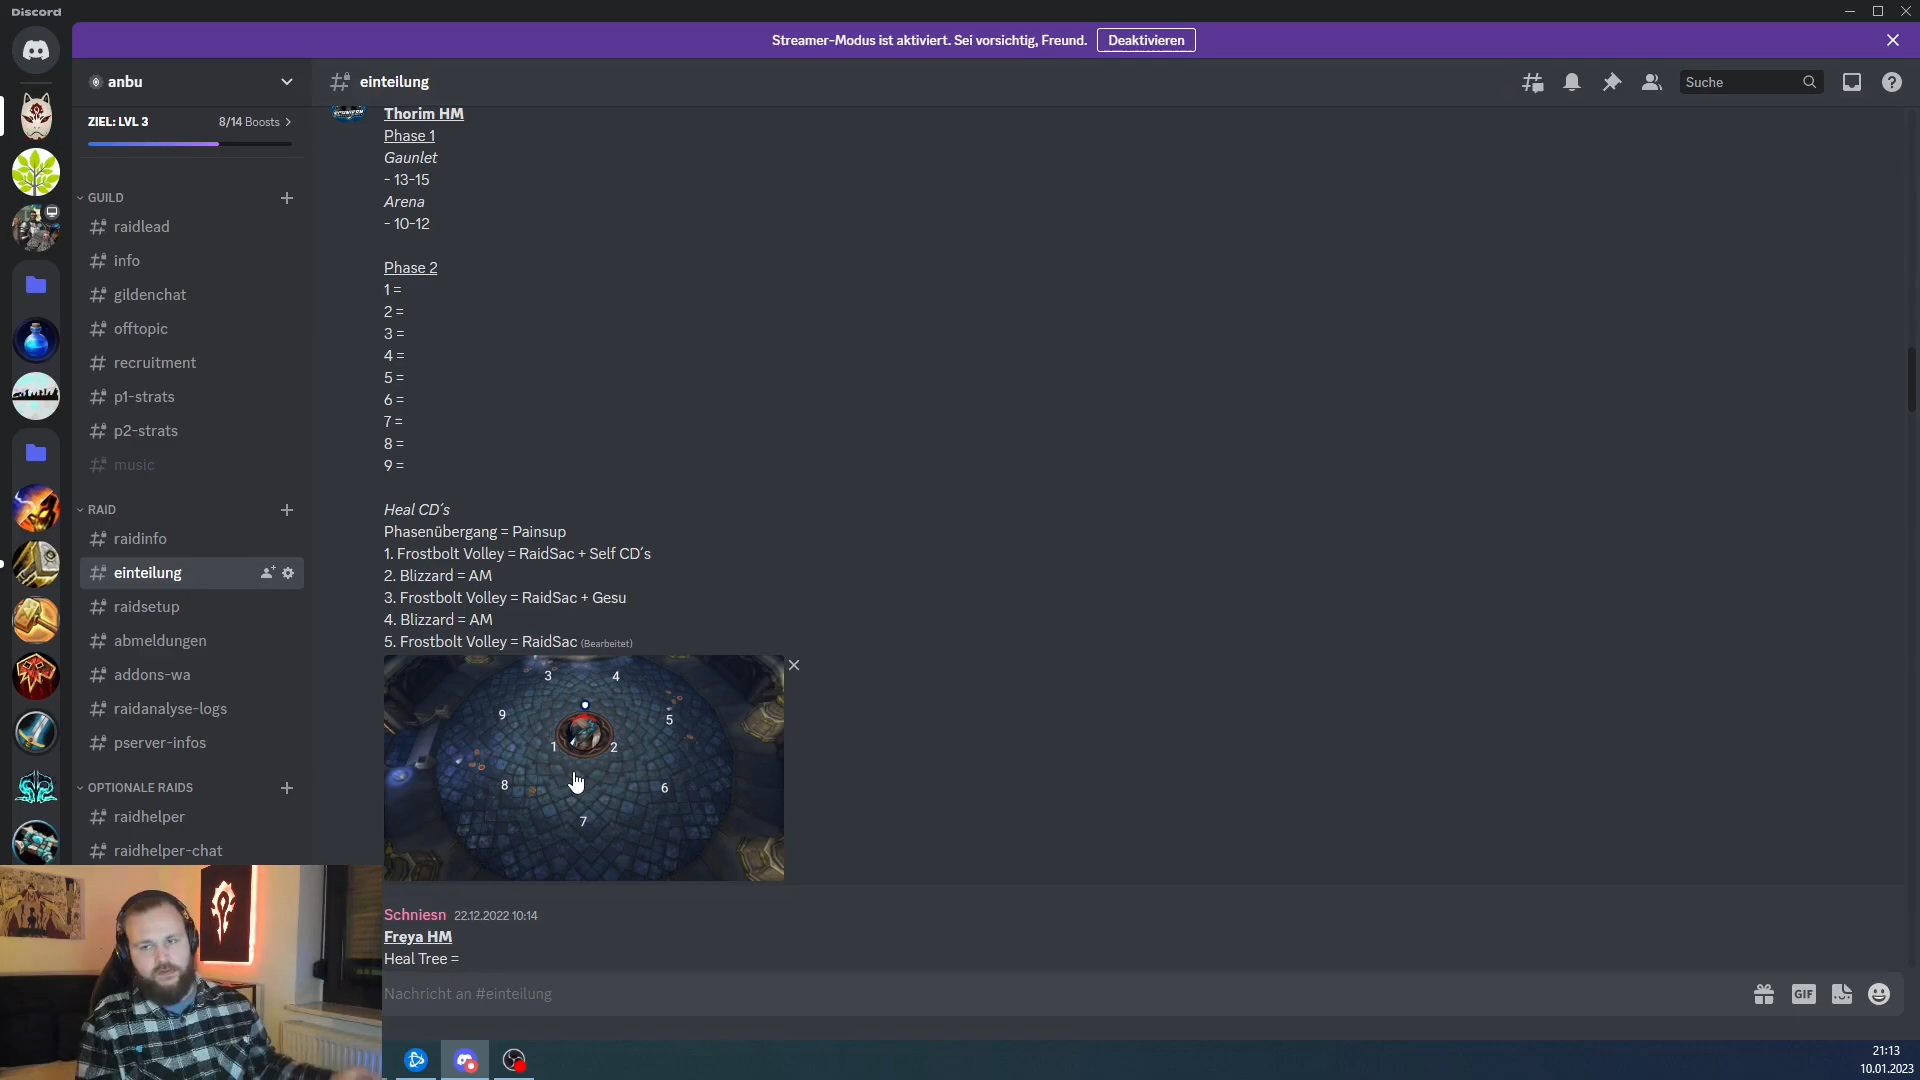 Discord
Streamer-Modus ist aktiviert. Sei vorsichtig, Freund.
Deaktivieren
anbu
einteilung
Suche
ZIEL: LVL 3
8/14 Boosts
GUILD
raidlead
info
gildenchat
offtopic
recruitment
p1-strats
p2-strats
music
RAID
raidinfo
einteilung
raidsetup
abmeldungen
addons-wa
raidanalyse-logs
pserver-infos
OPTIONALE RAIDS
raidhelper
raidhelper-chat
Thorim HM
Phase 1
Gaunlet
- 13-15
Arena
- 10-12
Phase 2
1 =
2 =
3 =
4 =
5 =
6 =
7 =
8 =
9 =
Heal CD´s
Phasenübergang = Painsup
1. Frostbolt Volley = RaidSac + Self CD´s
2. Blizzard = AM
3. Frostbolt Volley = RaidSac + Gesu
4. Blizzard = AM
5. Frostbolt Volley = RaidSac (Bearbeitet)
3 4
9 5
1 2
8 6
7
Schniesn 22.12.2022 10:14
Freya HM
Heal Tree =
Nachricht an #einteilung
GIF
21:13
10.01.2023